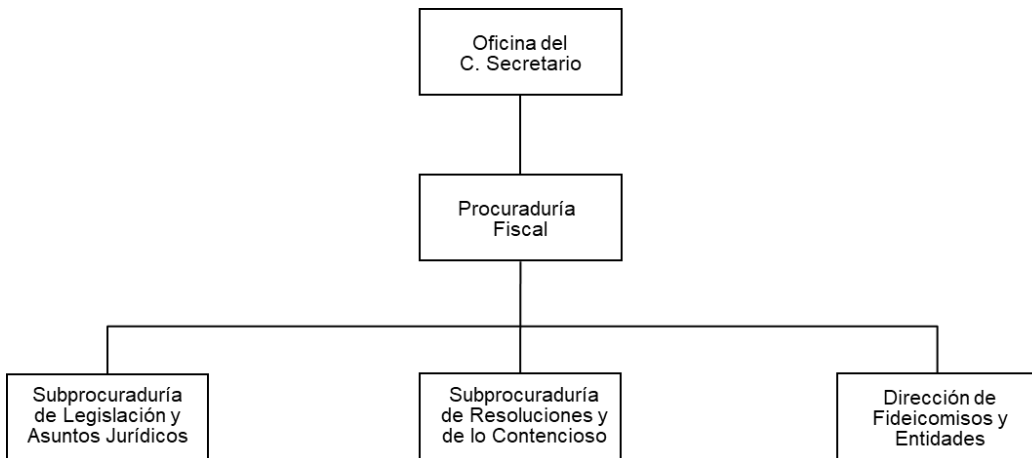 Oficina del
C. Secretario
Procuraduría
Fiscal
Subprocuraduría
de Legislación y
Asuntos Jurídicos
Subprocuraduría
de Resoluciones y
de lo Contencioso
Dirección de
Fideicomisos y
Entidades